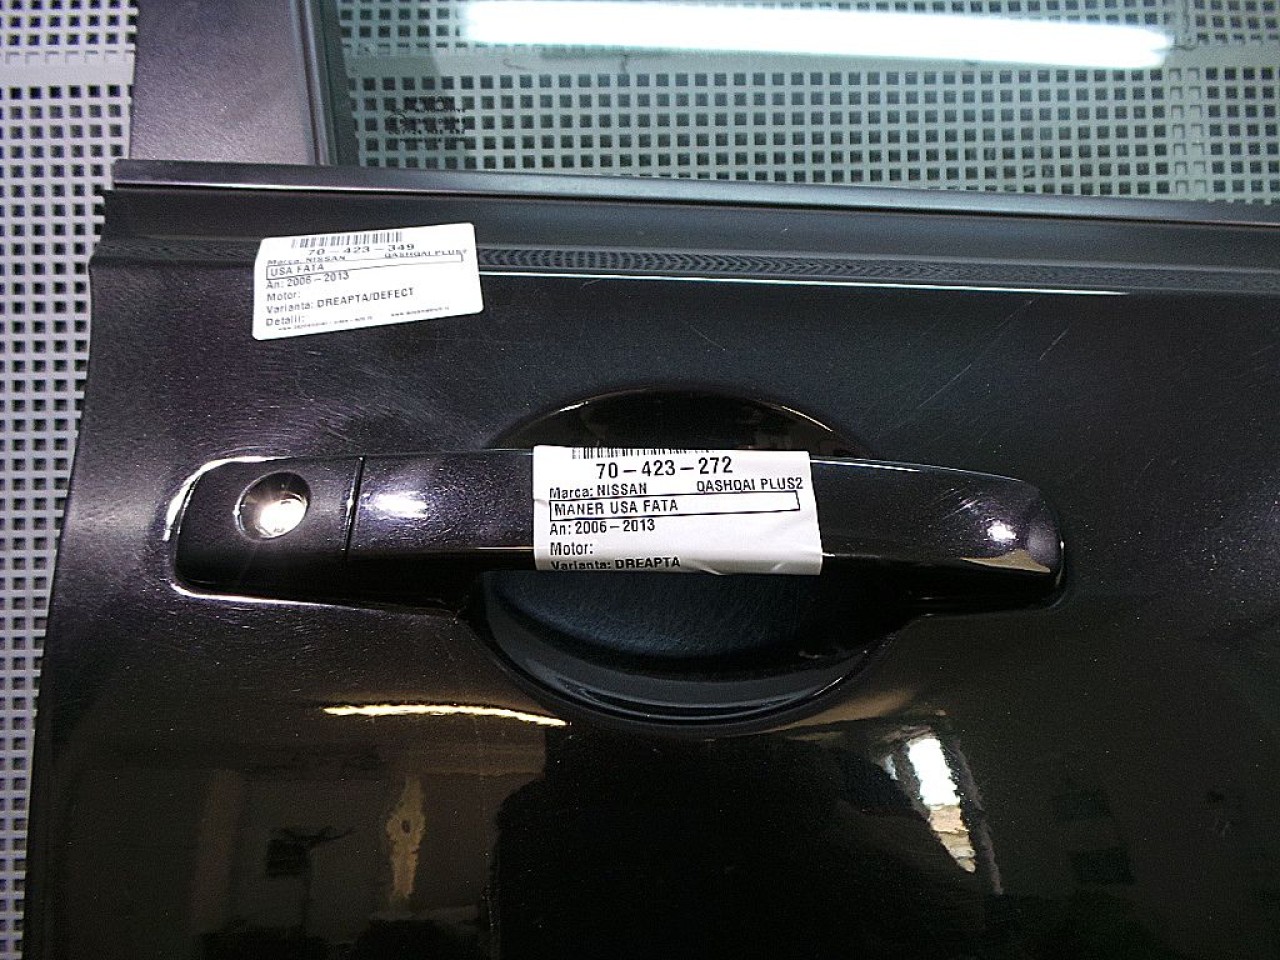 70-423-349
Marca: NISSAN QASHQAI PLUS2
USA FATA
An: 2006-2013
Motor:
Varianta: DREAPTA/DEFECT
Detalii:
70-423-272
Marca: NISSAN QASHQAI PLUS2
MANER USA FATA
An: 2006-2013
Motor:
Varianta: DREAPTA